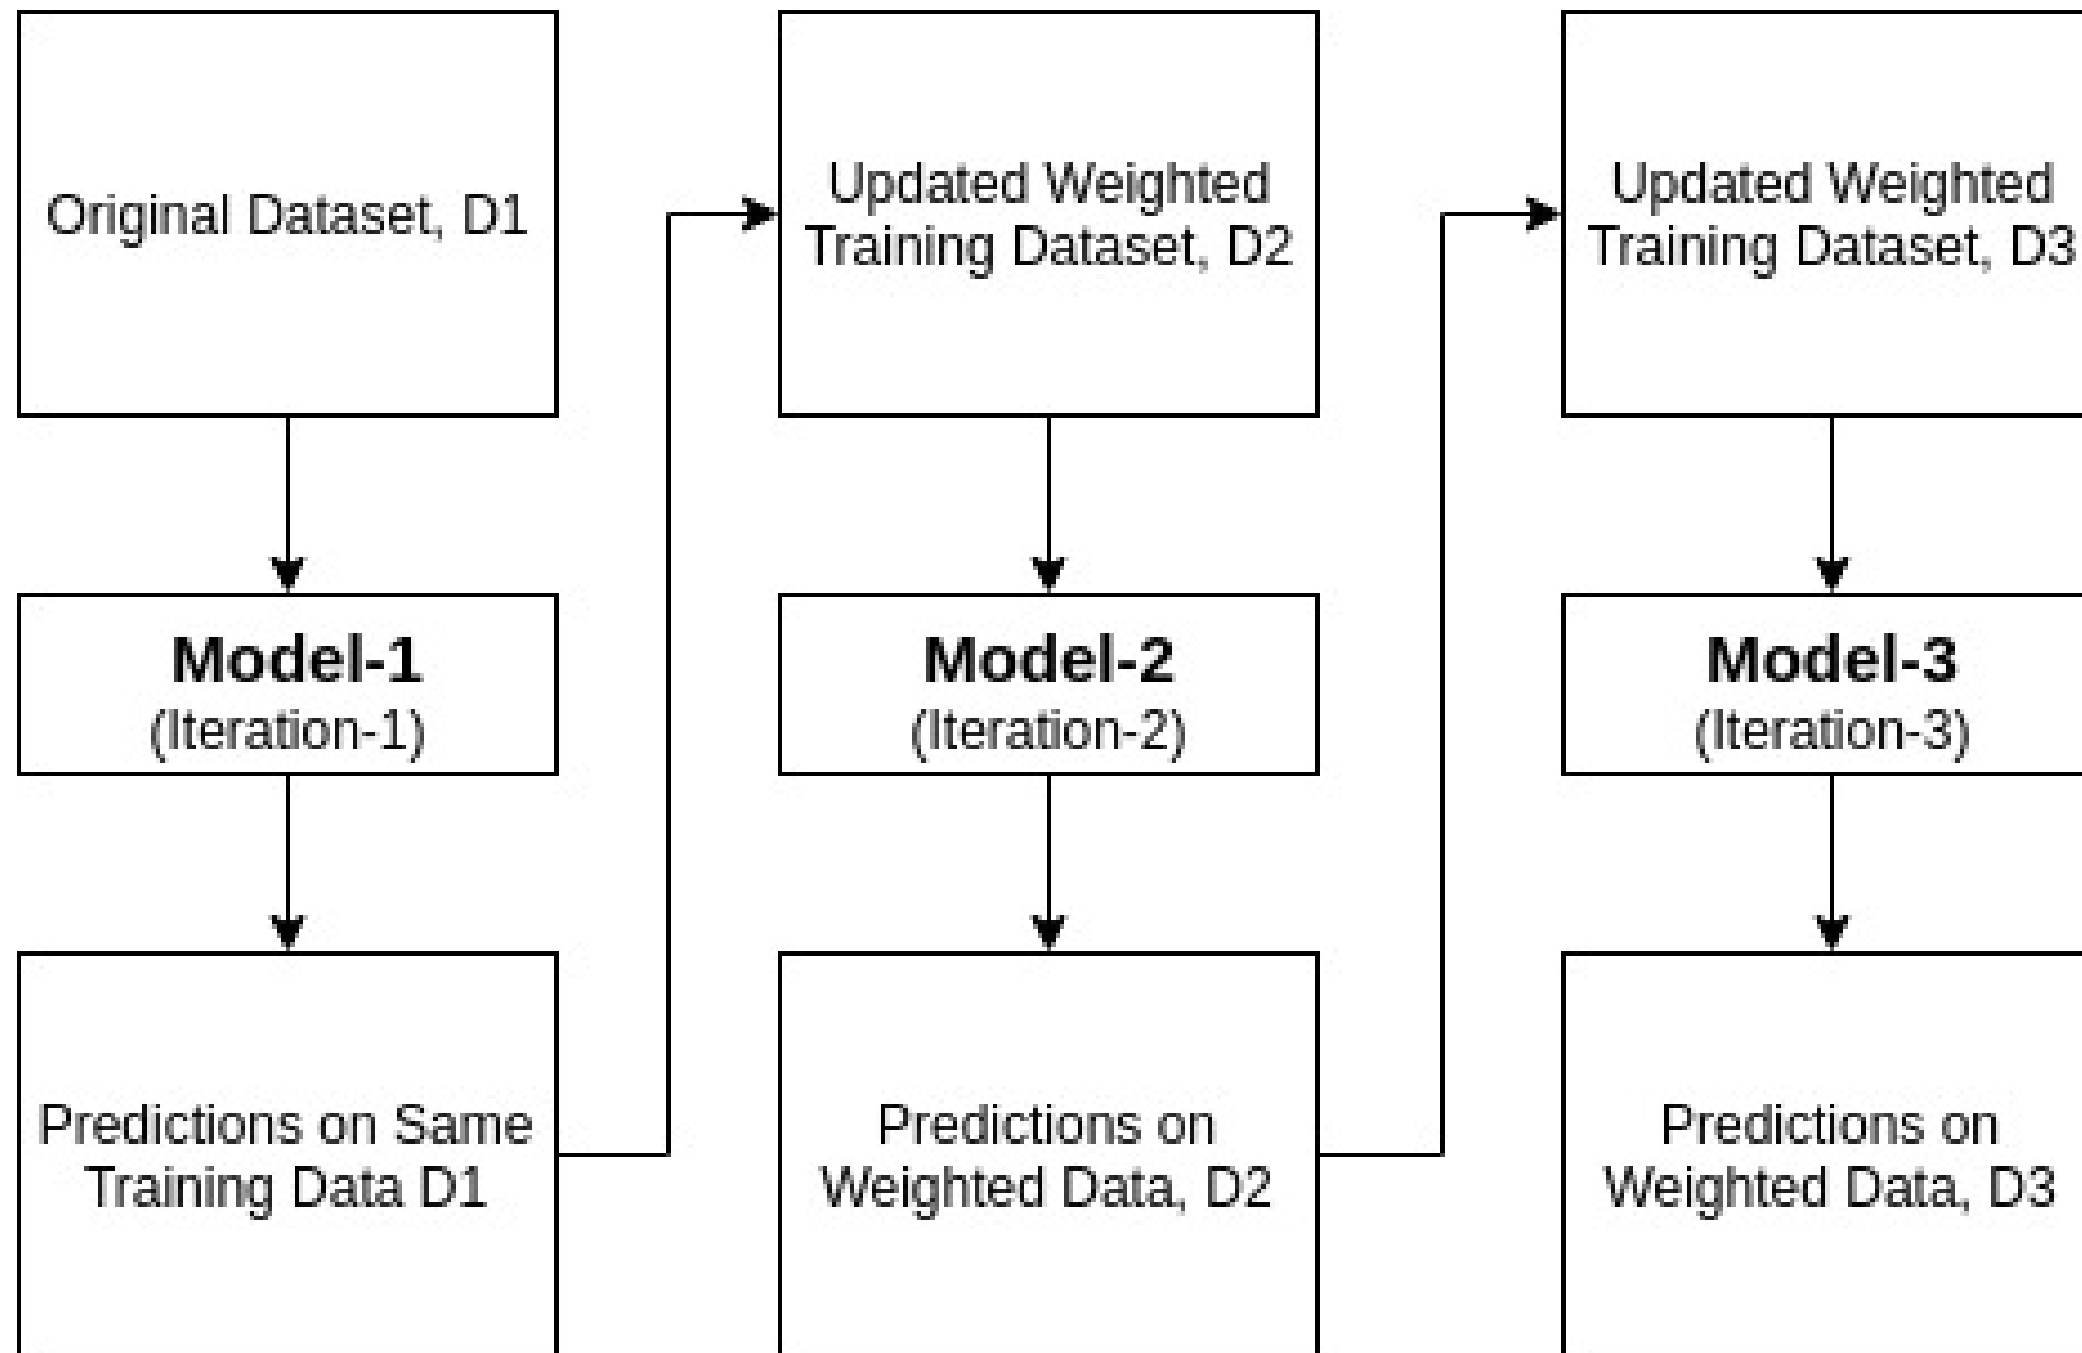 Original Dataset, D1
Model-1
(Iteration-1)
Predictions on Same
Training Data D1
Updated Weighted
Training Dataset, D2
Model-2
(Iteration-2)
Predictions on
Weighted Data, D2
Updated Weighted
Training Dataset, D3
Model-3
(Iteration-3)
Predictions on
Weighted Data, D3